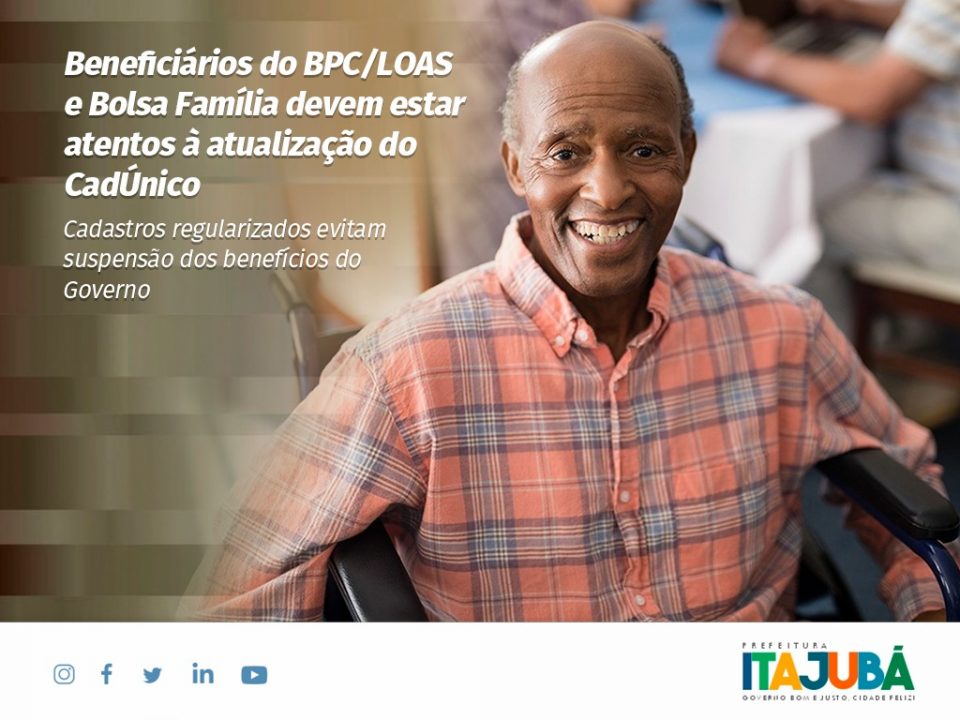 Beneficiários do BPC/LOAS
e Bolsa Família devem estar
atentos à atualização do
CadÚnico
Cadastros regularizados evitam
suspensão dos benefícios do
Governo
PREFEITURA
ITAJUBÁ
GOVERNO BOM E JUSTO, CIDADE FELIZ!